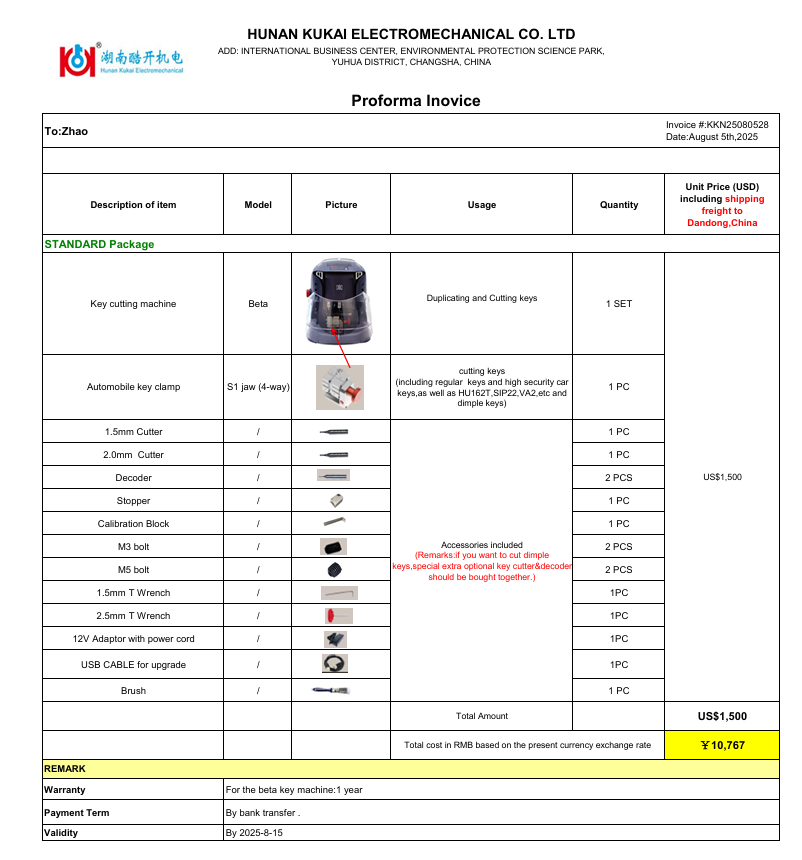 HUNAN KUKAI ELECTROMECHANICAL CO. LTD
ADD: INTERNATIONAL BUSINESS CENTER, ENVIRONMENTAL PROTECTION SCIENCE PARK,
YUHUA DISTRICT, CHANGSHA, CHINA
®
湖南酷开机电
Hunan Kukai Electromechanical
Proforma Inovice
To:Zhao
Invoice #:KKN25080528
Date:August 5th,2025
Description of item Model Picture Usage Quantity Unit Price (USD)
including shipping
freight to
Dandong,China
STANDARD Package
Key cutting machine Beta Duplicating and Cutting keys 1 SET
Automobile key clamp S1 jaw (4-way) cutting keys
(including regular keys and high security car
keys,as well as HU162T,SIP22,VA2,etc and
dimple keys)
1 PC
1.5mm Cutter / 1 PC
2.0mm Cutter / 1 PC
Decoder / 2 PCS
US$1,500
Stopper / 1 PC
Calibration Block / 1 PC
M3 bolt / 2 PCS
Accessories included
(Remarks:if you want to cut dimple
keys,special extra optional key cutter&decoder
should be bought together.)
M5 bolt / 2 PCS
1.5mm T Wrench / 1PC
2.5mm T Wrench / 1PC
12V Adaptor with power cord / 1PC
USB CABLE for upgrade / 1PC
Brush / 1 PC
Total Amount US$1,500
Total cost in RMB based on the present currency exchange rate ¥10,767
REMARK
Warranty For the beta key machine:1 year
Payment Term By bank transfer .
Validity By 2025-8-15